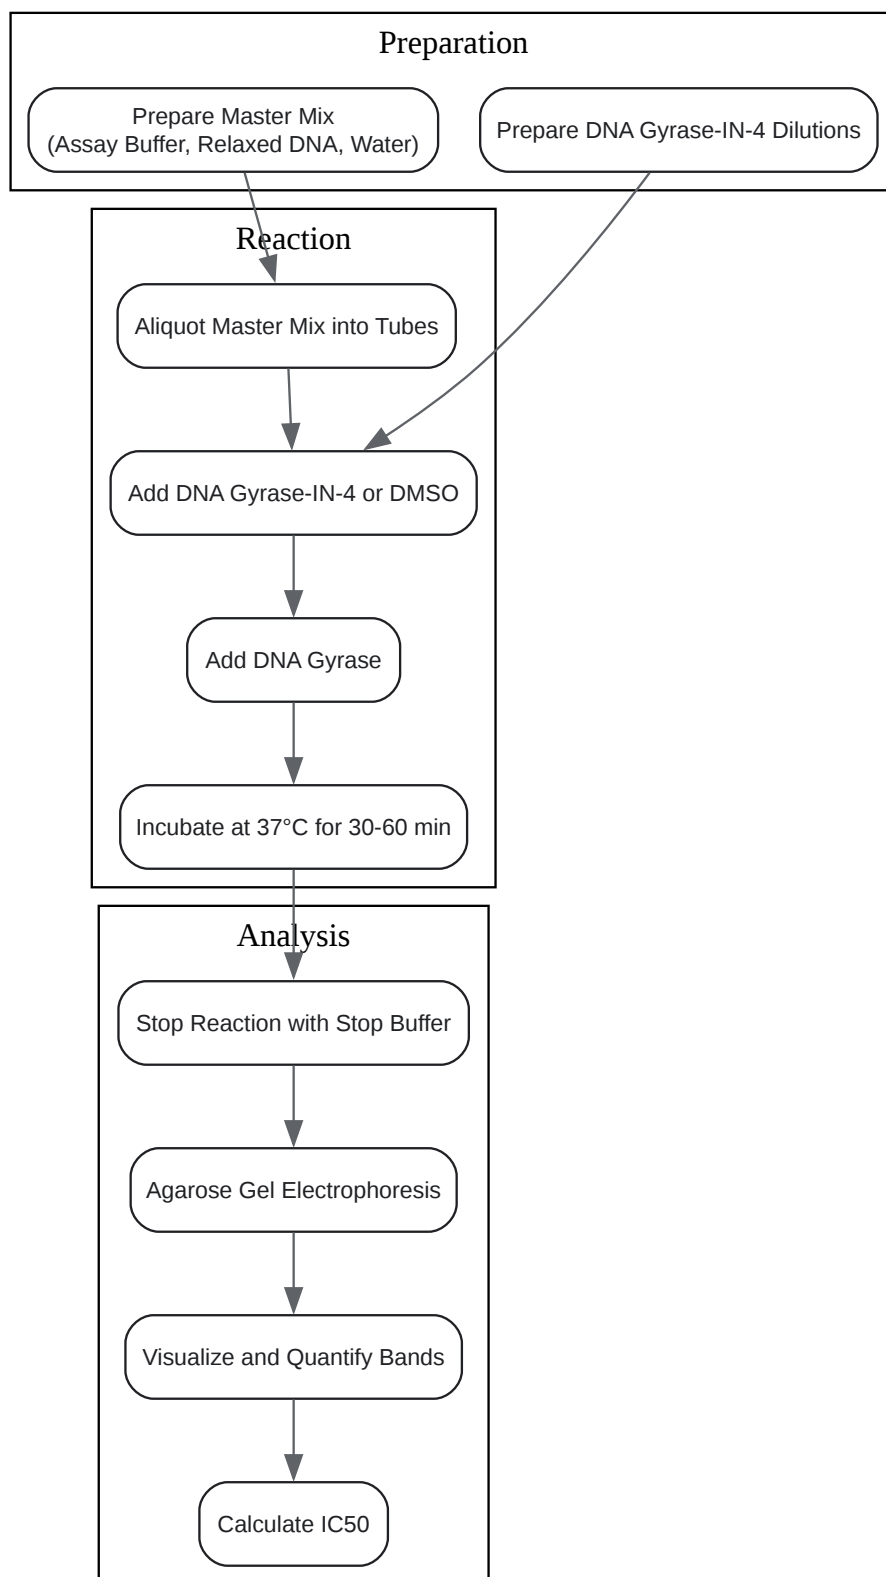 Preparation
Prepare Master Mix
(Assay Buffer, Relaxed DNA, Water)
Prepare DNA Gyrase-IN-4 Dilutions
Reaction
Aliquot Master Mix into Tubes
Add DNA Gyrase-IN-4 or DMSO
Add DNA Gyrase
Incubate at 37°C for 30-60 min
Analysis
Stop Reaction with Stop Buffer
Agarose Gel Electrophoresis
Visualize and Quantify Bands
Calculate IC50